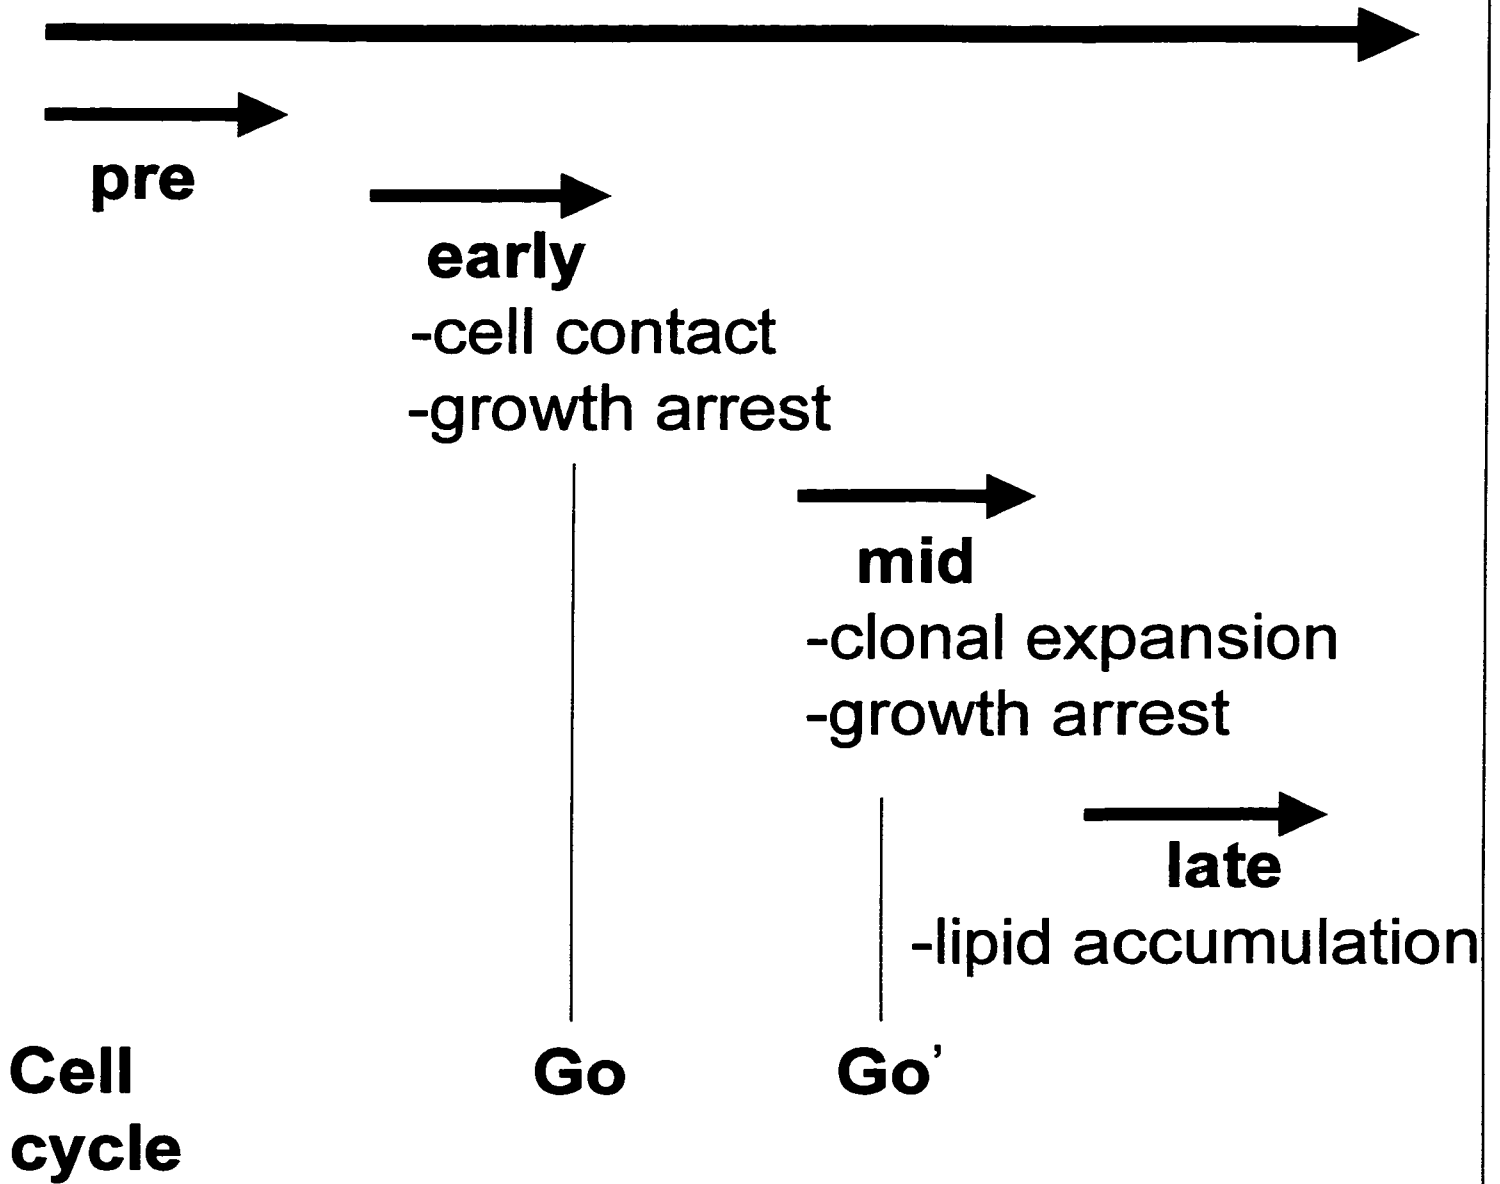 pre
early
-cell contact
-growth arrest
mid
-clonal expansion
-growth arrest
late
-lipid accumulation
Cell
cycle
Go
Go’